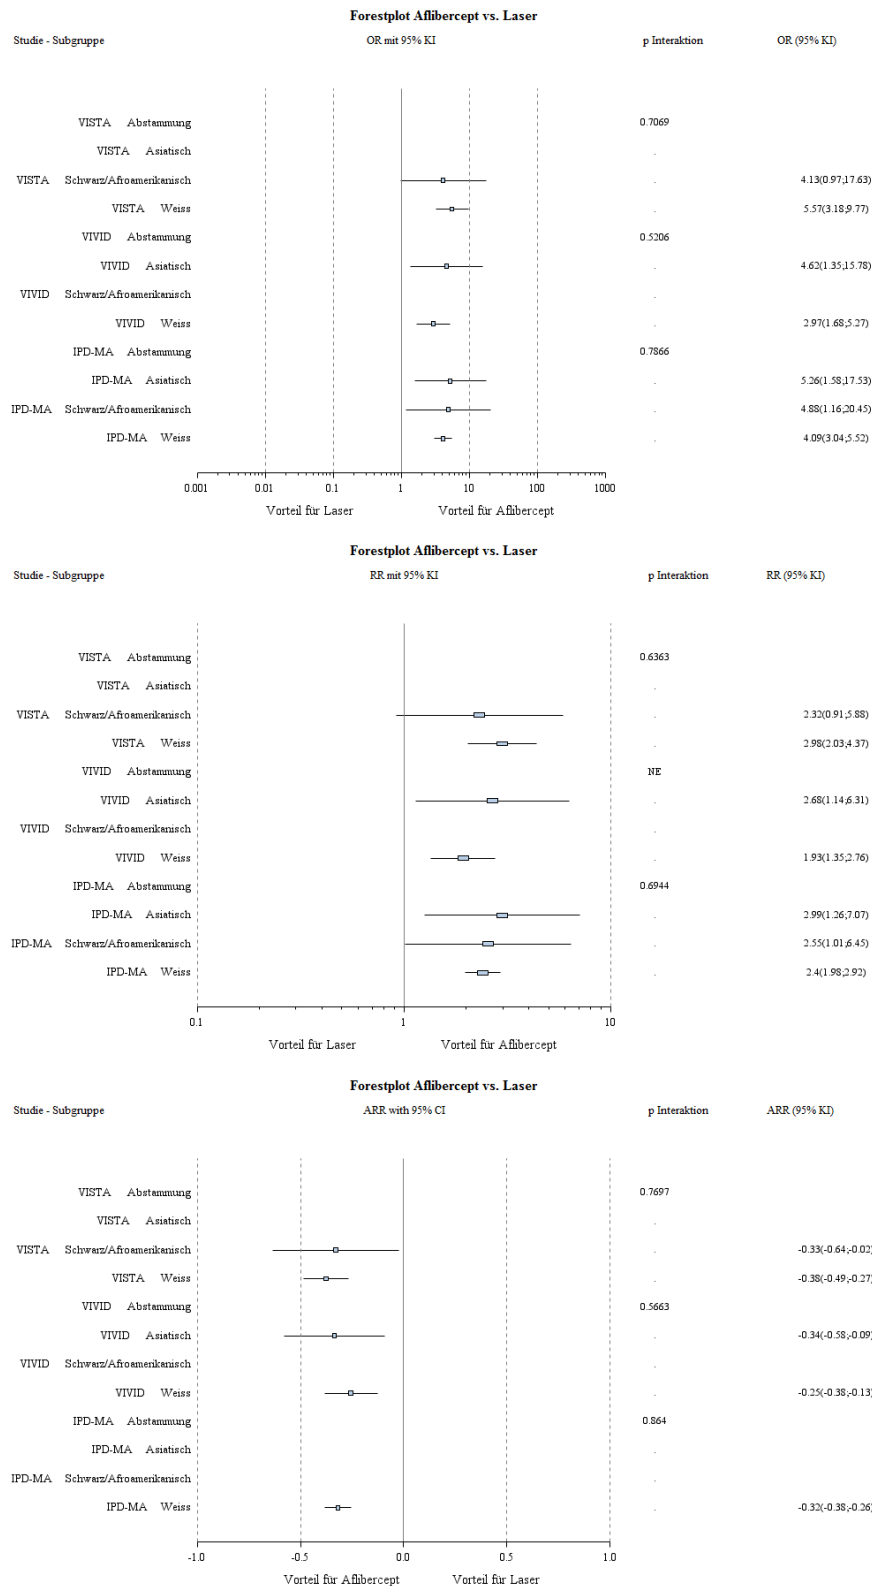 Forestplot Aflibercept vs. Laser
Studie - Subgruppe OR mit 95% KI p Interaktion OR (95% KI)
VISTA Abstammung 0.7069
VISTA Asiatisch .
VISTA Schwarz/Afroamerikanisch . 4.13(0.97;17.63)
VISTA Weiss . 5.57(3.18;9.77)
VIVID Abstammung 0.5206
VIVID Asiatisch . 4.62(1.35;15.78)
VIVID Schwarz/Afroamerikanisch .
VIVID Weiss . 2.97(1.68;5.27)
IPD-MA Abstammung 0.7866
IPD-MA Asiatisch . 5.26(1.58;17.53)
IPD-MA Schwarz/Afroamerikanisch . 4.88(1.16;20.45)
IPD-MA Weiss . 4.09(3.04;5.52)
0.001 0.01 0.1 1 10 100 1000
Vorteil für Laser Vorteil für Aflibercept
Forestplot Aflibercept vs. Laser
Studie - Subgruppe RR mit 95% KI p Interaktion RR (95% KI)
VISTA Abstammung 0.6363
VISTA Asiatisch .
VISTA Schwarz/Afroamerikanisch . 2.32(0.91;5.88)
VISTA Weiss . 2.98(2.03;4.37)
VIVID Abstammung NE
VIVID Asiatisch . 2.68(1.14;6.31)
VIVID Schwarz/Afroamerikanisch .
VIVID Weiss . 1.93(1.35;2.76)
IPD-MA Abstammung 0.6944
IPD-MA Asiatisch . 2.99(1.26;7.07)
IPD-MA Schwarz/Afroamerikanisch . 2.55(1.01;6.45)
IPD-MA Weiss . 2.4(1.98;2.92)
0.1 1 10
Vorteil für Laser Vorteil für Aflibercept
Forestplot Aflibercept vs. Laser
Studie - Subgruppe ARR with 95% CI p Interaktion ARR (95% KI)
VISTA Abstammung 0.7697
VISTA Asiatisch .
VISTA Schwarz/Afroamerikanisch . -0.33(-0.64;-0.02)
VISTA Weiss . -0.38(-0.49;-0.27)
VIVID Abstammung 0.5663
VIVID Asiatisch . -0.34(-0.58;-0.09)
VIVID Schwarz/Afroamerikanisch .
VIVID Weiss . -0.25(-0.38;-0.13)
IPD-MA Abstammung 0.864
IPD-MA Asiatisch .
IPD-MA Schwarz/Afroamerikanisch .
IPD-MA Weiss . -0.32(-0.38;-0.26)
-1.0 -0.5 0.0 0.5 1.0
Vorteil für Aflibercept Vorteil für Laser